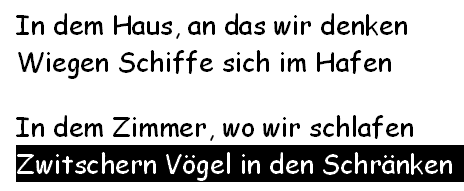 In dem Haus, an das wir denken
Wiegen Schiffe sich im Hafen
In dem Zimmer, wo wir schlafen
Zwitschern Vögel in den Schränken